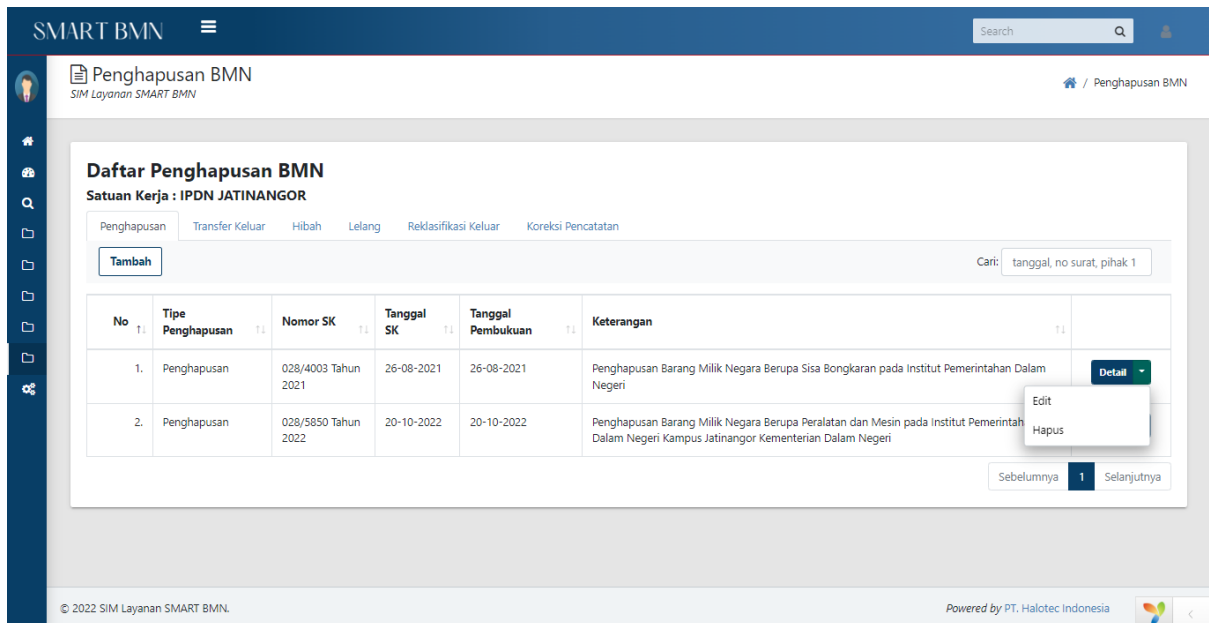 SMART BMN
Search
Penghapusan BMN
SIM Layanan SMART BMN
/ Penghapusan BMN
Daftar Penghapusan BMN
Satuan Kerja : IPDN JATINANGOR
Penghapusan Transfer Keluar Hibah Lelang Reklasifikasi Keluar Koreksi Pencatatan
Tambah
Cari: tanggal, no surat, pihak 1
No Tipe Penghapusan Nomor SK Tanggal SK Tanggal Pembukuan Keterangan
1. Penghapusan 028/4003 Tahun 2021 26-08-2021 26-08-2021 Penghapusan Barang Milik Negara Berupa Sisa Bongkaran pada Institut Pemerintahan Dalam
Negeri
Detail
Edit
Hapus
2. Penghapusan 028/5850 Tahun 2022 20-10-2022 20-10-2022 Penghapusan Barang Milik Negara Berupa Peralatan dan Mesin pada Institut Pemerintah
Dalam Negeri Kampus Jatinangor Kementerian Dalam Negeri
Sebelumnya 1 Selanjutnya
© 2022 SIM Layanan SMART BMN.
Powered by PT. Halotec Indonesia